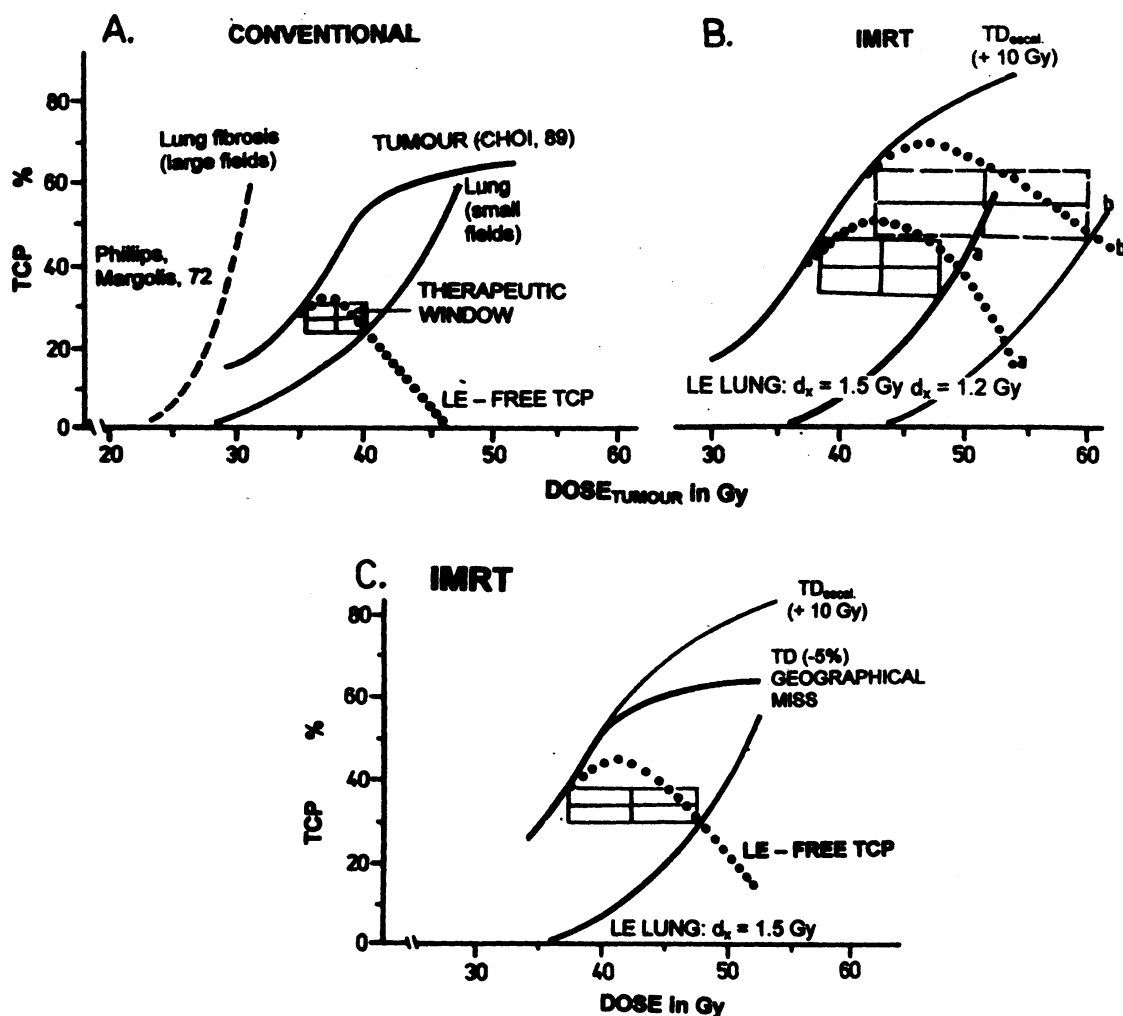 A.
CONVENTIONAL
TCP %
80
60
40
20
0
20
30
40
50
60
Lung fibrosis
(large fields)
Phillips,
Margolis, 72
TUMOUR (CHOI, 89)
Lung
(small
fields)
THERAPEUTIC
WINDOW
LE – FREE TCP
B.
IMRT
TD escal.
(+ 10 Gy)
b
b
a
a
LE LUNG: dx = 1.5 Gy dx = 1.2 Gy
30
40
50
60
DOSE TUMOUR in Gy
C.
IMRT
TCP %
80
60
40
20
0
30
40
50
60
TD escal.
(+ 10 Gy)
TD (-5%)
GEOGRAPHICAL
MISS
LE – FREE TCP
LE LUNG: dx = 1.5 Gy
DOSE in Gy